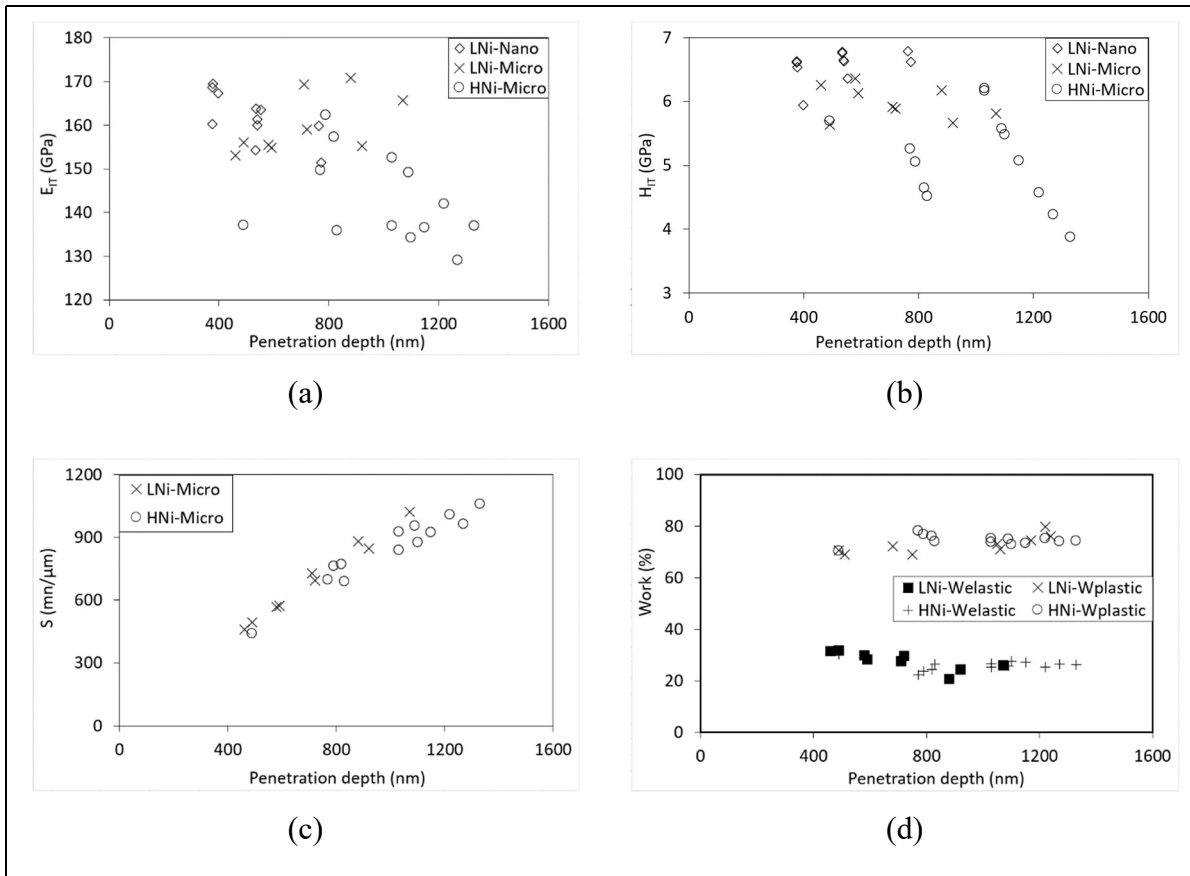 180
170
160
150
140
130
120
E_IT (GPa)
0 400 800 1200 1600
Penetration depth (nm)
LNi-Nano
LNi-Micro
HNi-Micro
(a)
7
6
5
4
3
H_IT (GPa)
0 400 800 1200 1600
Penetration depth (nm)
LNi-Nano
LNi-Micro
HNi-Micro
(b)
1200
900
600
300
0
S (mn/μm)
0 400 800 1200 1600
Penetration depth (nm)
LNi-Micro
HNi-Micro
(c)
100
80
60
40
20
0
Work (%)
0 400 800 1200 1600
Penetration depth (nm)
LNi-Welastic LNi-Wplastic
HNi-Welastic HNi-Wplastic
(d)